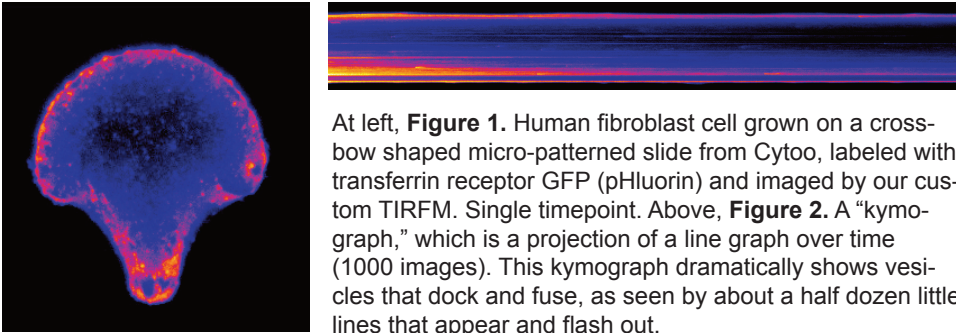 At left, Figure 1. Human fibroblast cell grown on a cross-
bow shaped micro-patterned slide from Cytoo, labeled with
transferrin receptor GFP (pHluorin) and imaged by our cus-
tom TIRFM. Single timepoint. Above, Figure 2. A “kymo-
graph,” which is a projection of a line graph over time
(1000 images). This kymograph dramatically shows vesi-
cles that dock and fuse, as seen by about a half dozen little
lines that appear and flash out.